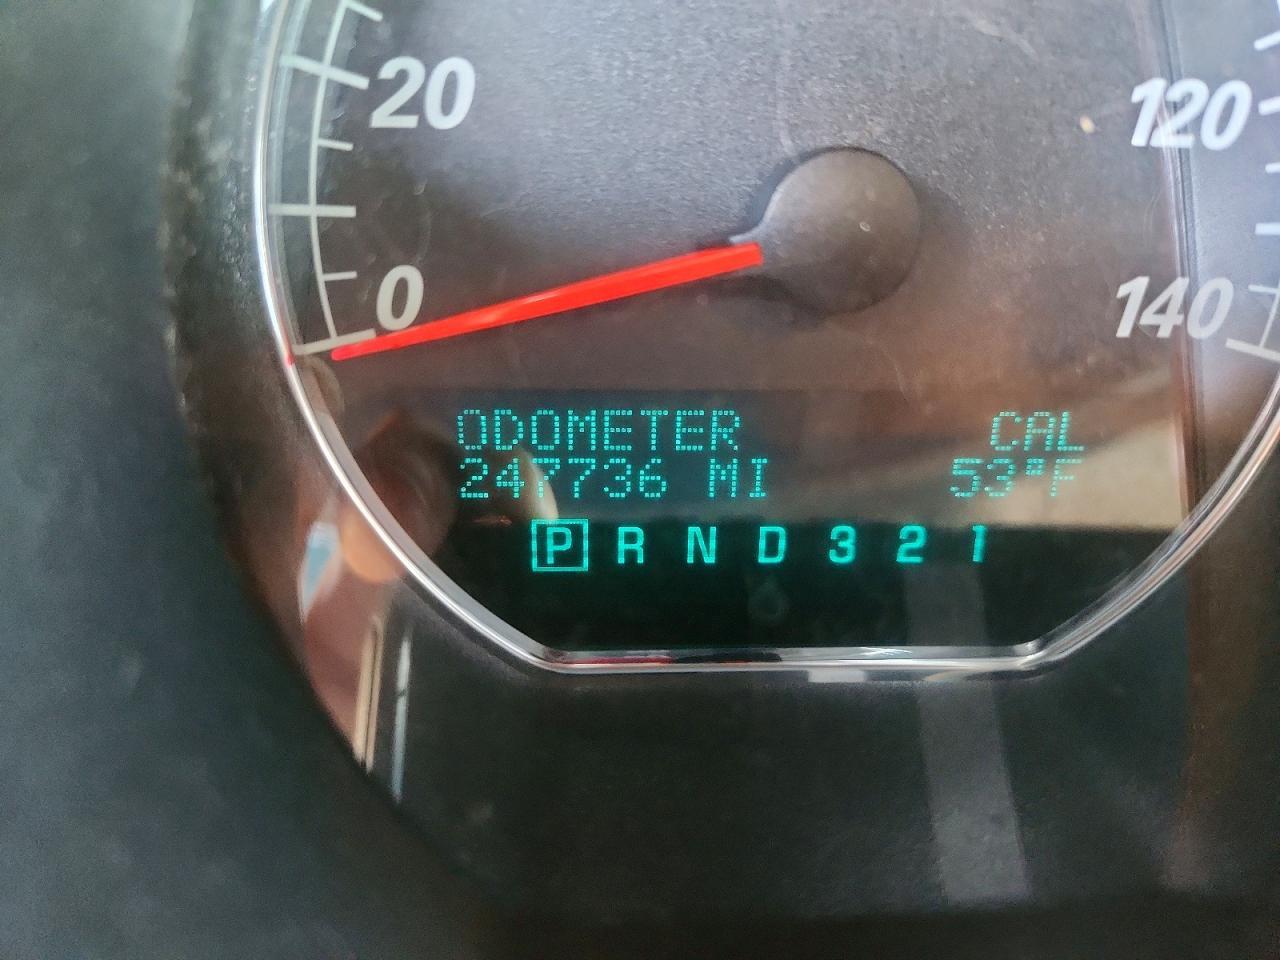 20
120
0
140
ODOMETER CAL
247736 MI 53°F
P R N D 3 2 1